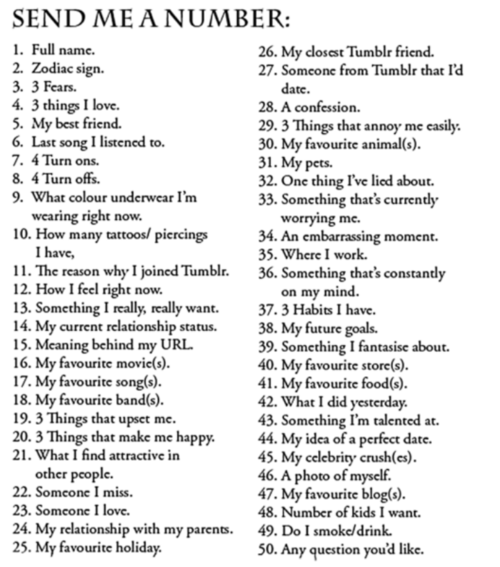 SEND ME A NUMBER:
1. Full name.
2. Zodiac sign.
3. 3 Fears.
4. 3 things I love.
5. My best friend.
6. Last song I listened to.
7. 4 Turn ons.
8. 4 Turn offs.
9. What colour underwear I'm
wearing right now.
10. How many tattoos/ piercings
I have,
11. The reason why I joined Tumblr.
12. How I feel right now.
13. Something I really, really want.
14. My current relationship status.
15. Meaning behind my URL.
16. My favourite movie(s).
17. My favourite song(s).
18. My favourite band(s).
19. 3 Things that upset me.
20. 3 Things that make me happy.
21. What I find attractive in
other people.
22. Someone I miss.
23. Someone I love.
24. My relationship with my parents.
25. My favourite holiday.
26. My closest Tumblr friend.
27. Someone from Tumblr that I'd
date.
28. A confession.
29. 3 Things that annoy me easily.
30. My favourite animal(s).
31. My pets.
32. One thing I've lied about.
33. Something that's currently
worrying me.
34. An embarrassing moment.
35. Where I work.
36. Something that's constantly
on my mind.
37. 3 Habits I have.
38. My future goals.
39. Something I fantasise about.
40. My favourite store(s).
41. My favourite food(s).
42. What I did yesterday.
43. Something I'm talented at.
44. My idea of a perfect date.
45. My celebrity crush(es).
46. A photo of myself.
47. My favourite blog(s).
48. Number of kids I want.
49. Do I smoke/drink.
50. Any question you'd like.